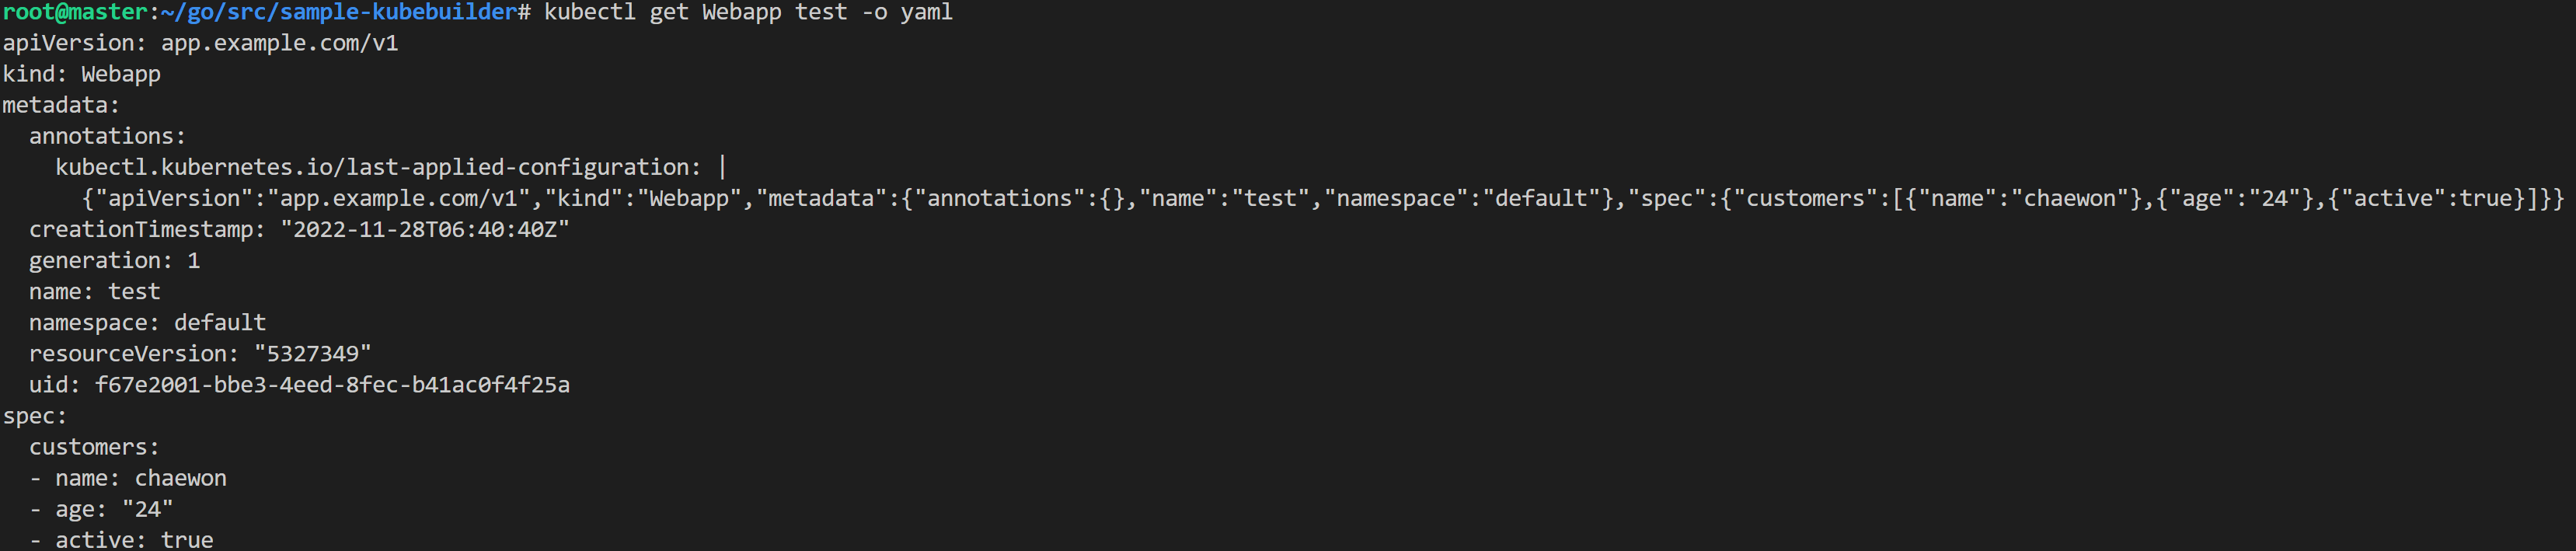 root@master:~/go/src/sample-kubebuilder# kubectl get Webapp test -o yaml
apiVersion: app.example.com/v1
kind: Webapp
metadata:
  annotations:
    kubectl.kubernetes.io/last-applied-configuration: |
      {"apiVersion":"app.example.com/v1","kind":"Webapp","metadata":{"annotations":{},"name":"test","namespace":"default"},"spec":{"customers":[{"name":"chaewon"},{"age":"24"},{"active":true}]}}
  creationTimestamp: "2022-11-28T06:40:40Z"
  generation: 1
  name: test
  namespace: default
  resourceVersion: "5327349"
  uid: f67e2001-bbe3-4eed-8fec-b41ac0f4f25a
spec:
  customers:
  - name: chaewon
  - age: "24"
  - active: true